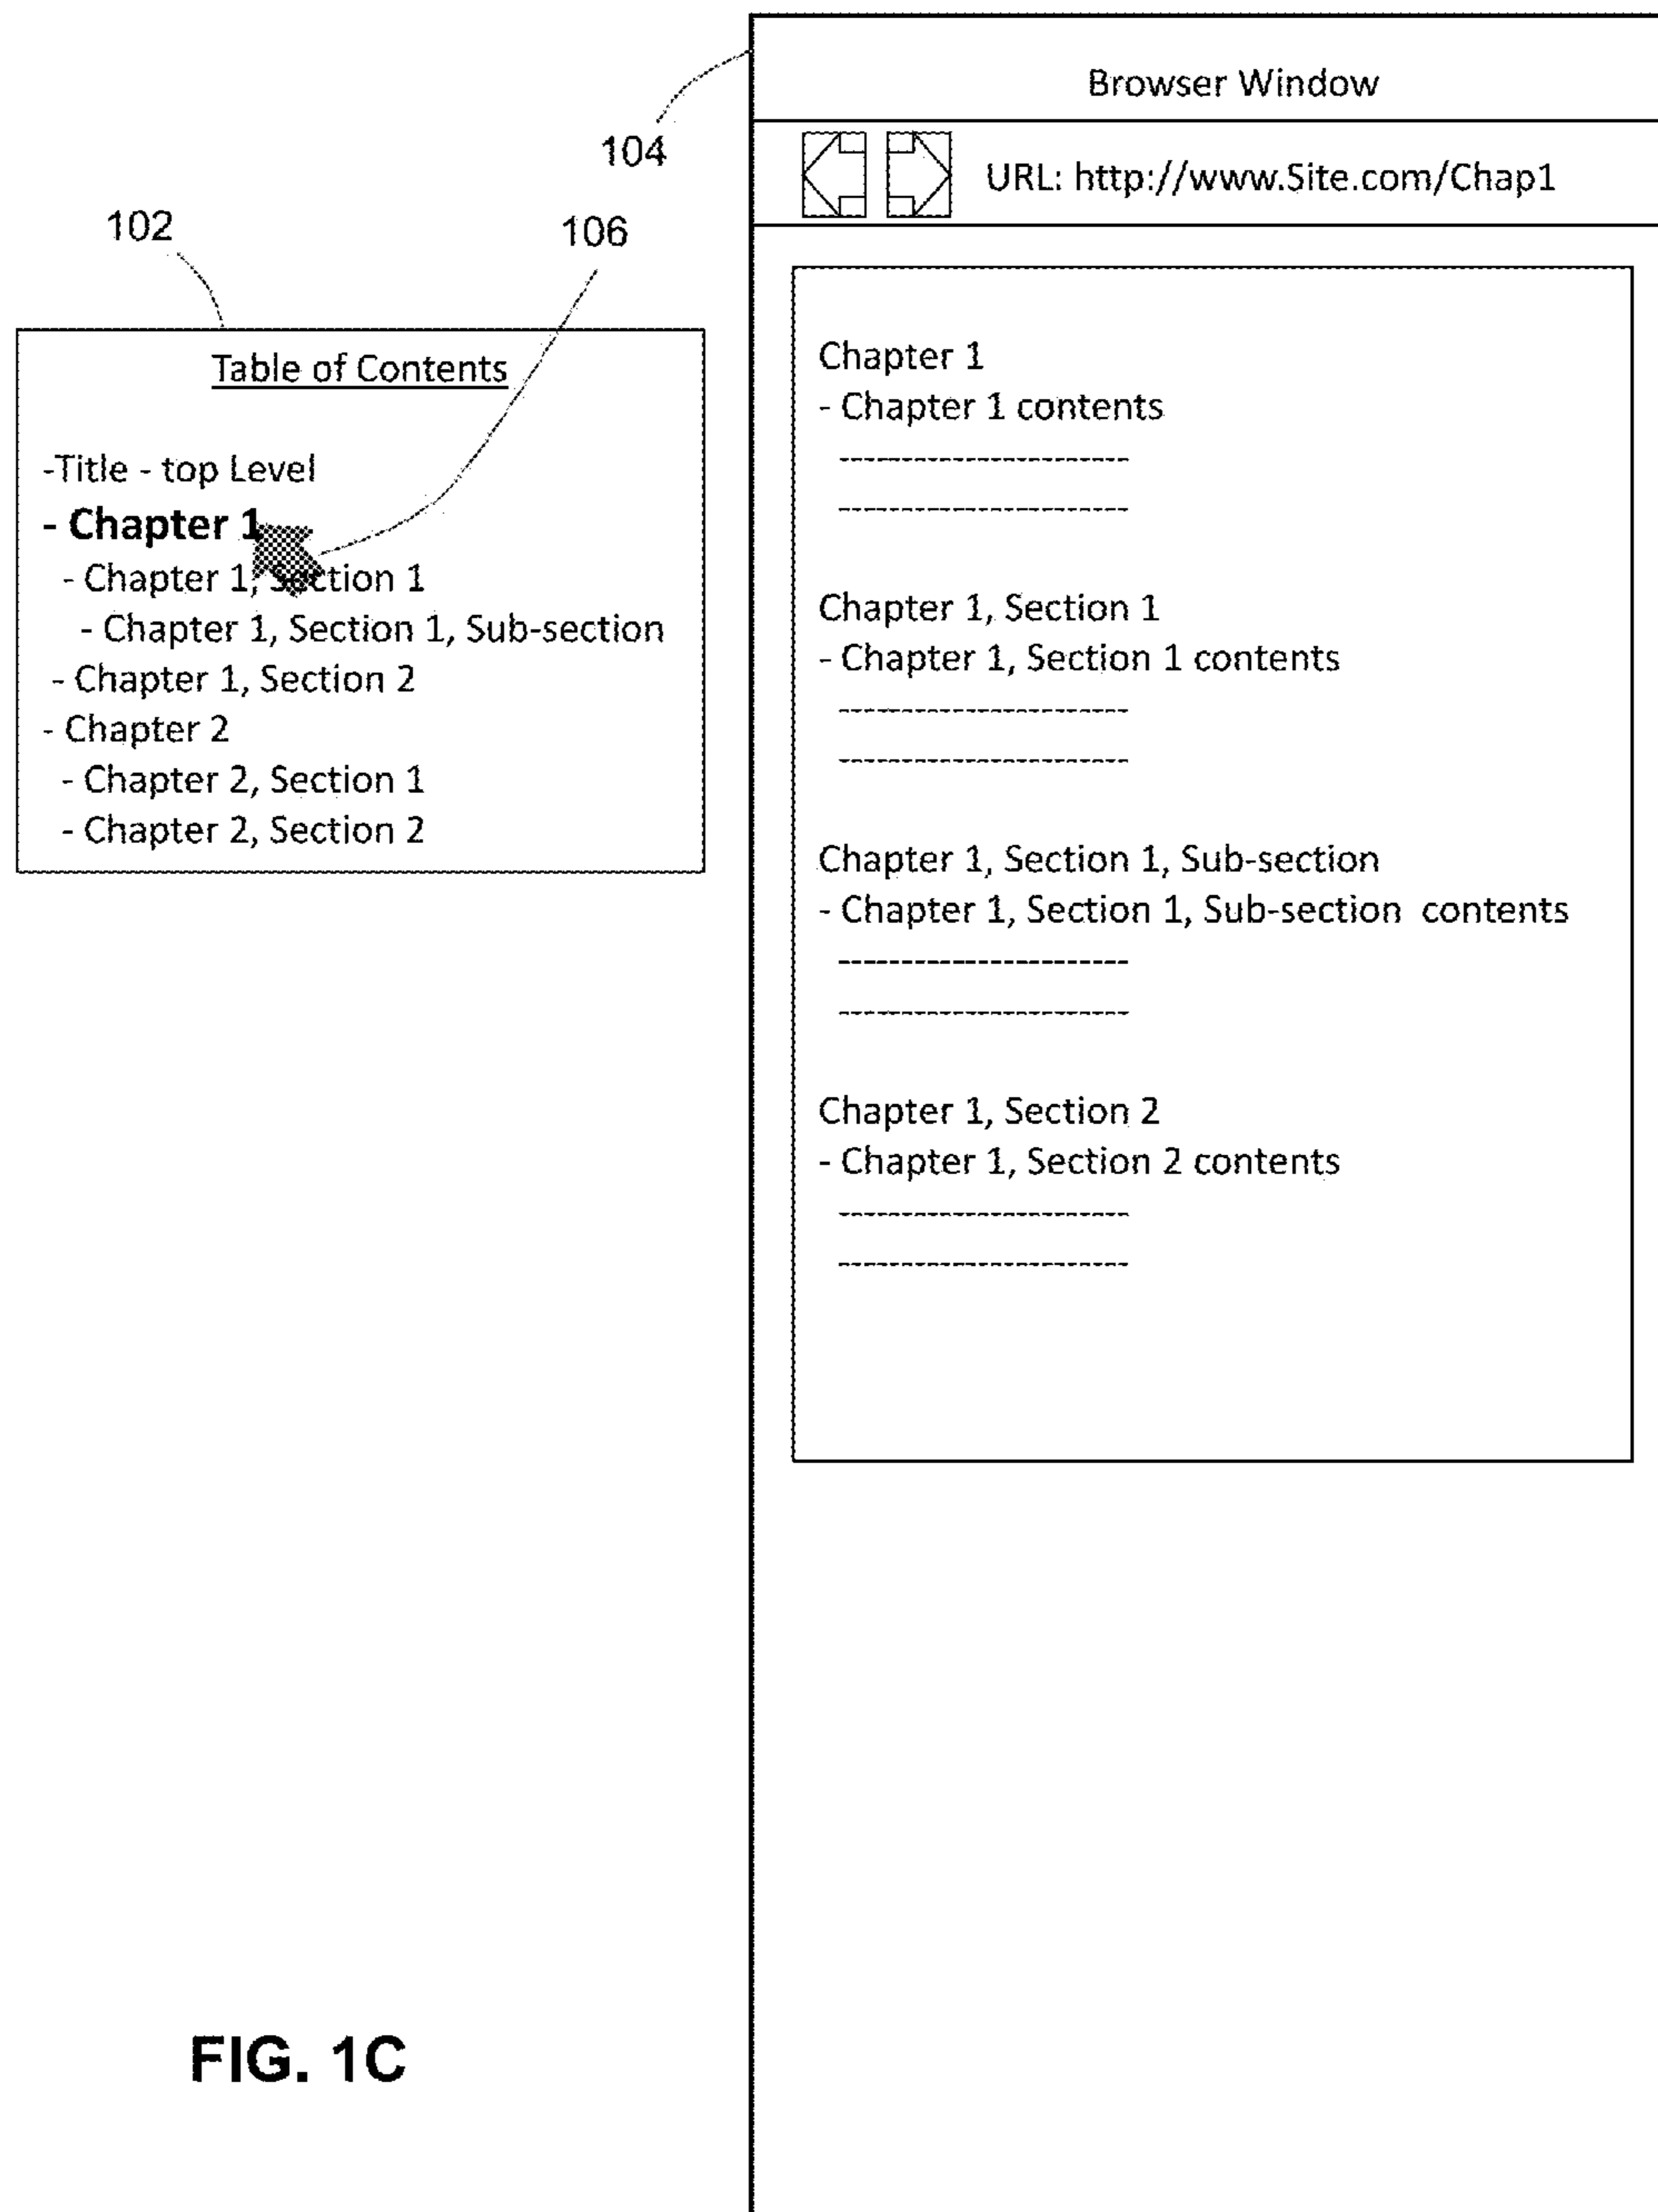 104
102
106
Table of Contents
-Title - top Level
- Chapter 1
- Chapter 1, Section 1
- Chapter 1, Section 1, Sub-section
- Chapter 1, Section 2
- Chapter 2
- Chapter 2, Section 1
- Chapter 2, Section 2
Browser Window
URL: http://www.Site.com/Chap1
Chapter 1
- Chapter 1 contents
-----------------------
-----------------------
Chapter 1, Section 1
- Chapter 1, Section 1 contents
-----------------------
-----------------------
Chapter 1, Section 1, Sub-section
- Chapter 1, Section 1, Sub-section contents
-----------------------
-----------------------
Chapter 1, Section 2
- Chapter 1, Section 2 contents
-----------------------
-----------------------
FIG. 1C